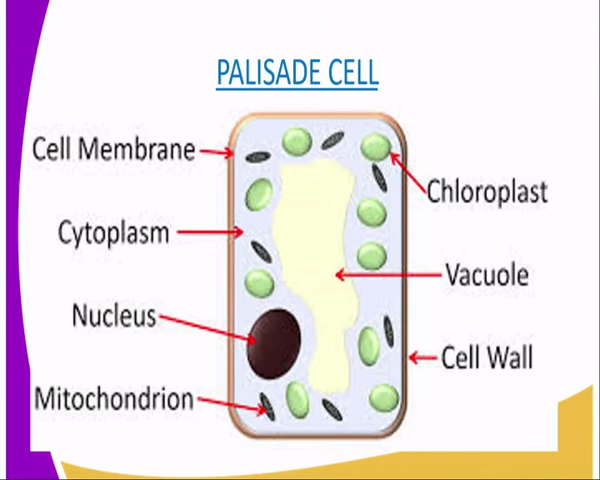 PALISADE CELL
Cell Membrane
Chloroplast
Cytoplasm
Vacuole
Nucleus
Cell Wall
Mitochondrion